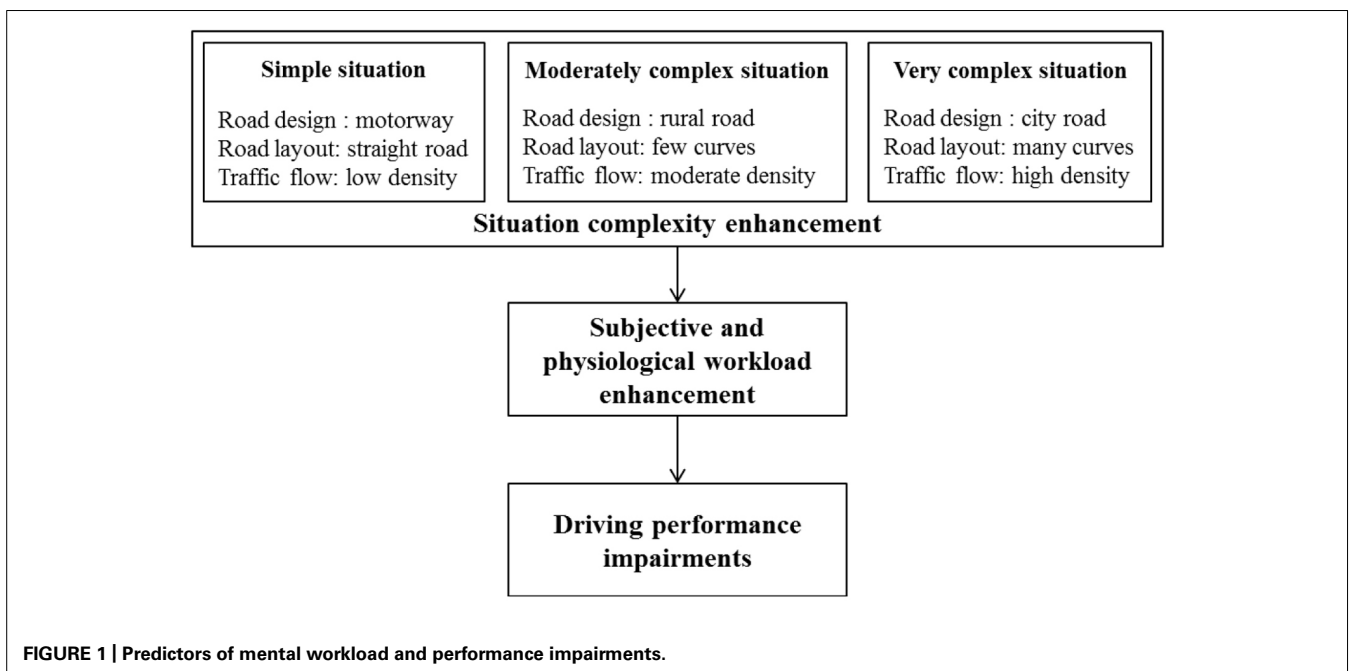 Simple situation
Road design : motorway
Road layout: straight road
Traffic flow: low density
Moderately complex situation
Road design : rural road
Road layout: few curves
Traffic flow: moderate density
Very complex situation
Road design : city road
Road layout: many curves
Traffic flow: high density
Situation complexity enhancement
Subjective and
physiological workload
enhancement
Driving performance
impairments
FIGURE 1 | Predictors of mental workload and performance impairments.